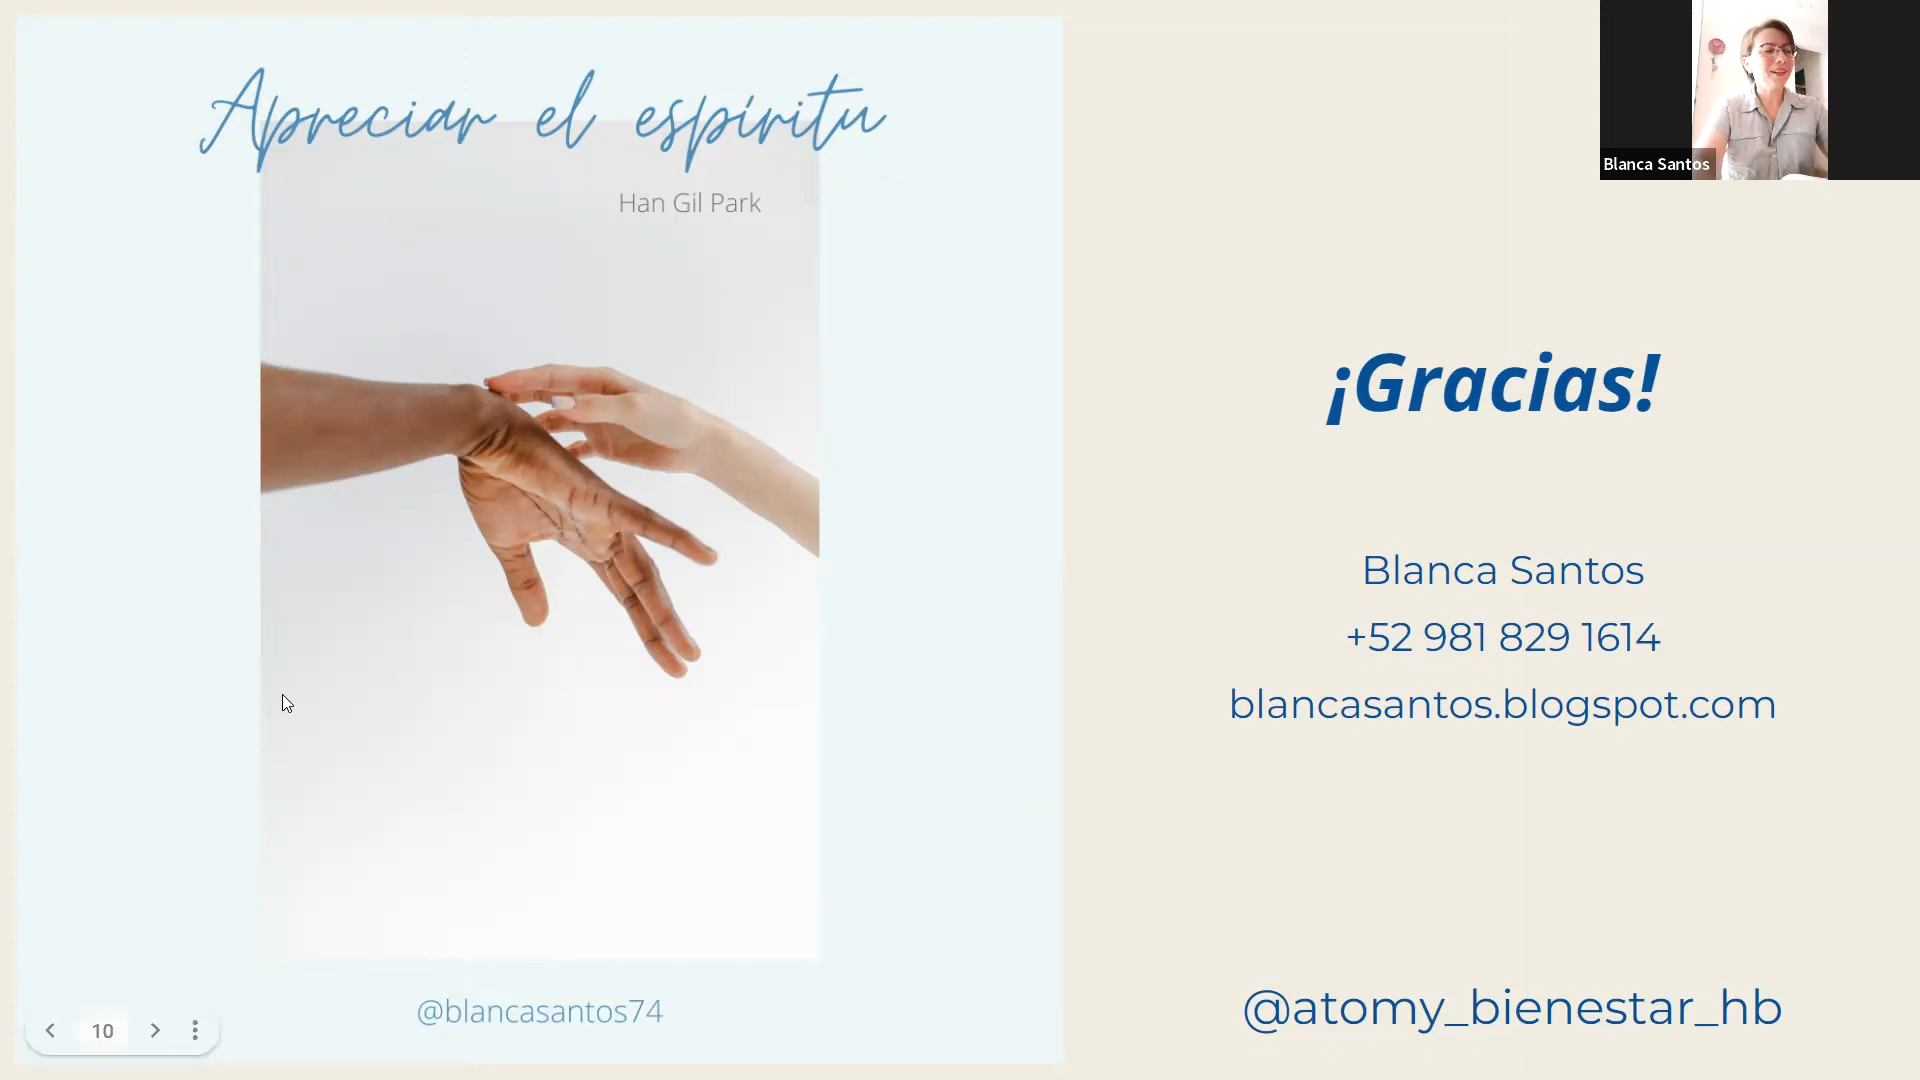 Apreciar el espíritu
Han Gil Park
@blancasantos74
10
¡Gracias!
Blanca Santos
+52 981 829 1614
blancasantos.blogspot.com
@atomy_bienestar_hb
Blanca Santos